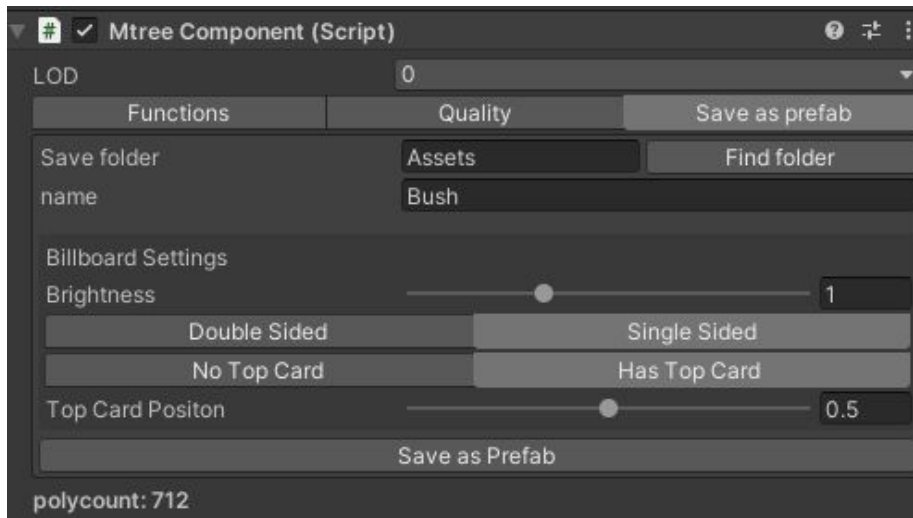 Mtree Component (Script)
LOD 0
Functions Quality Save as prefab
Save folder Assets Find folder
name Bush
Billboard Settings
Brightness 1
Double Sided Single Sided
No Top Card Has Top Card
Top Card Positon 0.5
Save as Prefab
polycount: 712